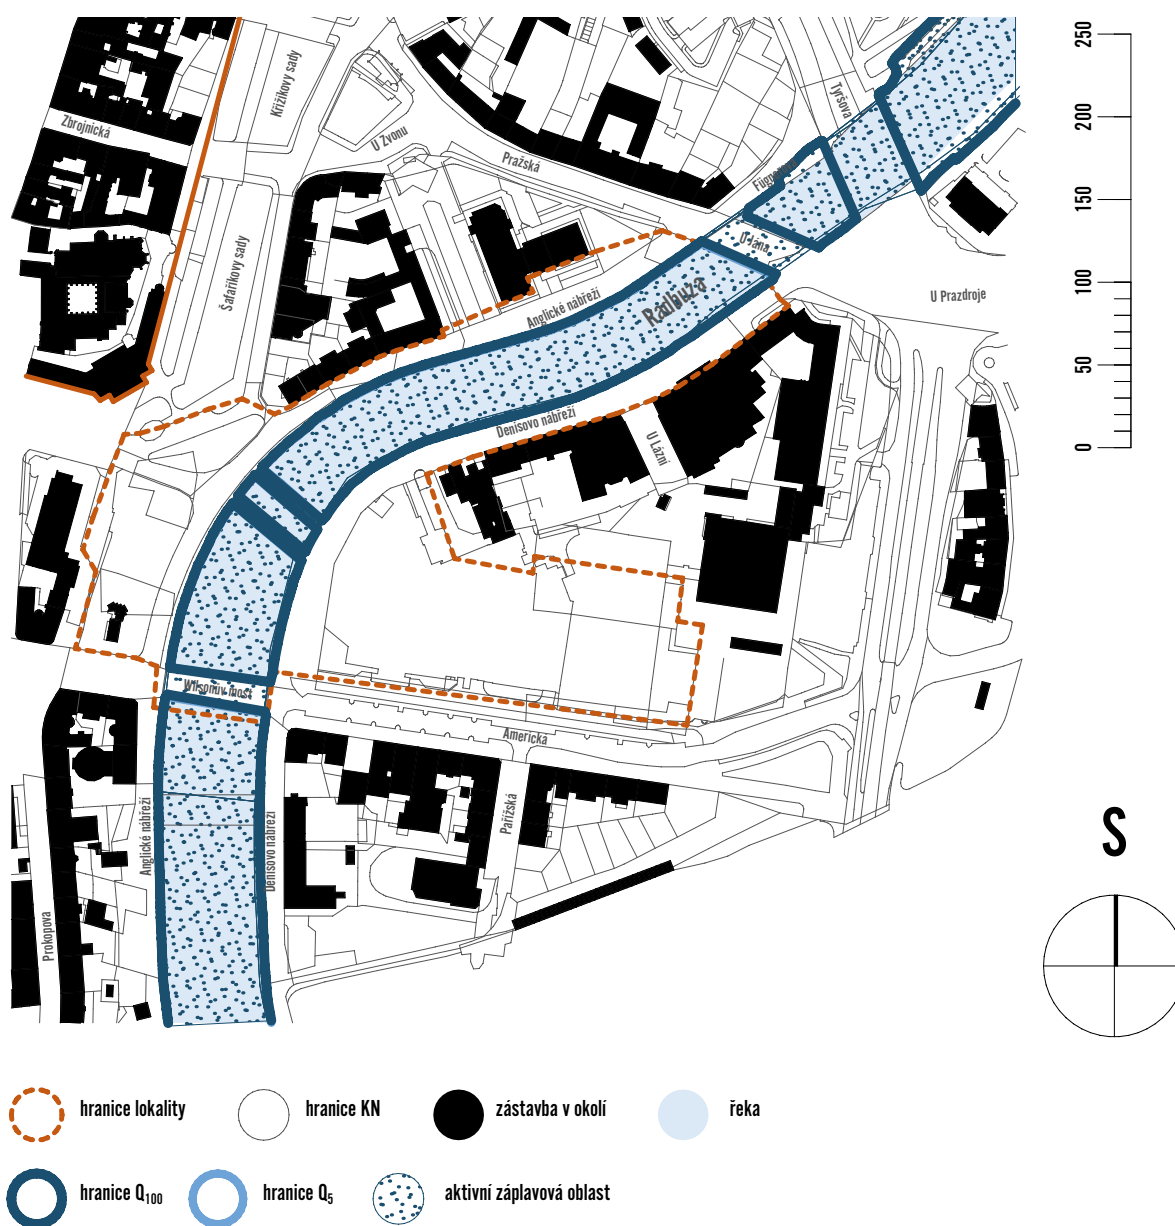 250
200
150
100
50
0
Křižíkovy sady
Zbrojnická
U Zvonu
Pražská
Tyršova
Fügnerova
U Jána
Šafaříkovy sady
Anglické nábřeží
Radbuza
U Prazdroje
Denisovo nábřeží
U Lázní
Wilsonův most
Americká
Pařížská
Anglické nábřeží
Denisovo nábřeží
Prokopova
S
hranice lokality
hranice KN
zástavba v okolí
řeka
hranice Q₁₀₀
hranice Q₅
aktivní záplavová oblast